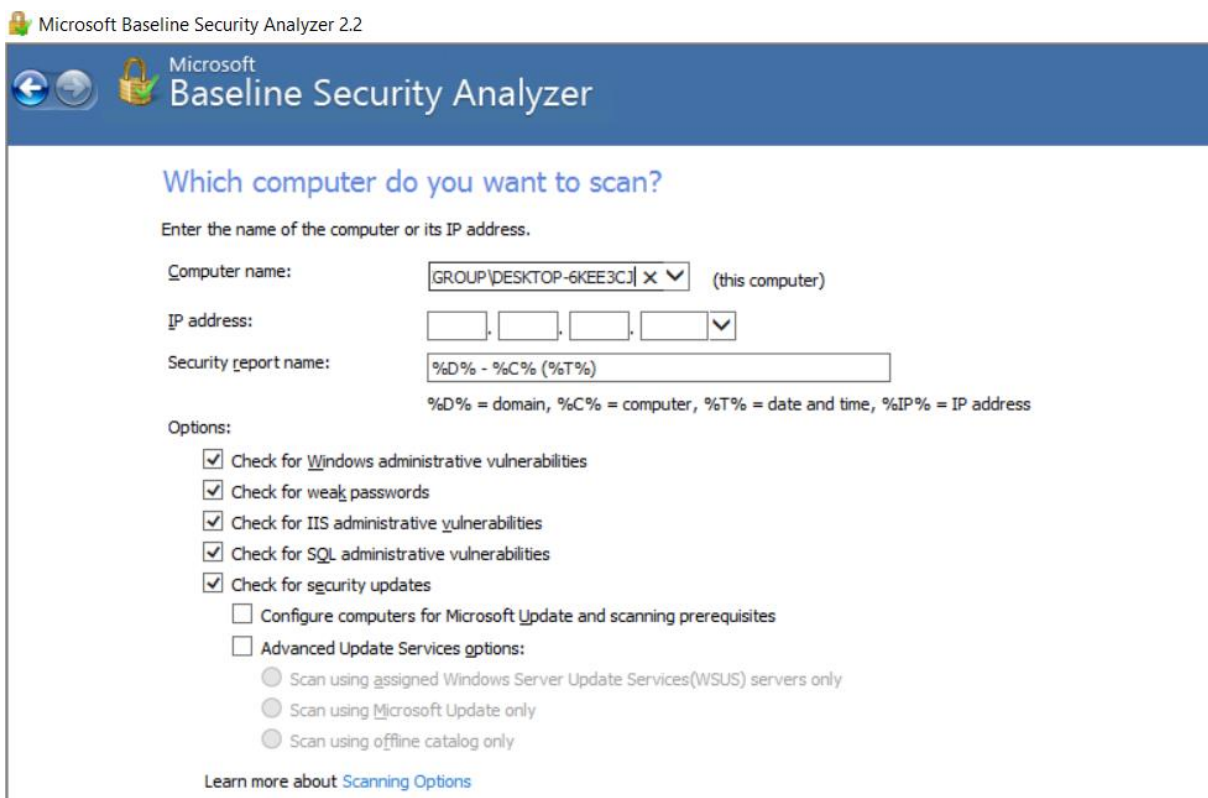 Microsoft Baseline Security Analyzer 2.2
Microsoft
Baseline Security Analyzer
Which computer do you want to scan?
Enter the name of the computer or its IP address.
Computer name: GROUP\DESKTOP-6KEE3CJ (this computer)
IP address: . . .
Security report name: %D% - %C% (%T%)
%D% = domain, %C% = computer, %T% = date and time, %IP% = IP address
Options:
Check for Windows administrative vulnerabilities
Check for weak passwords
Check for IIS administrative vulnerabilities
Check for SQL administrative vulnerabilities
Check for security updates
Configure computers for Microsoft Update and scanning prerequisites
Advanced Update Services options:
Scan using assigned Windows Server Update Services(WSUS) servers only
Scan using Microsoft Update only
Scan using offline catalog only
Learn more about Scanning Options